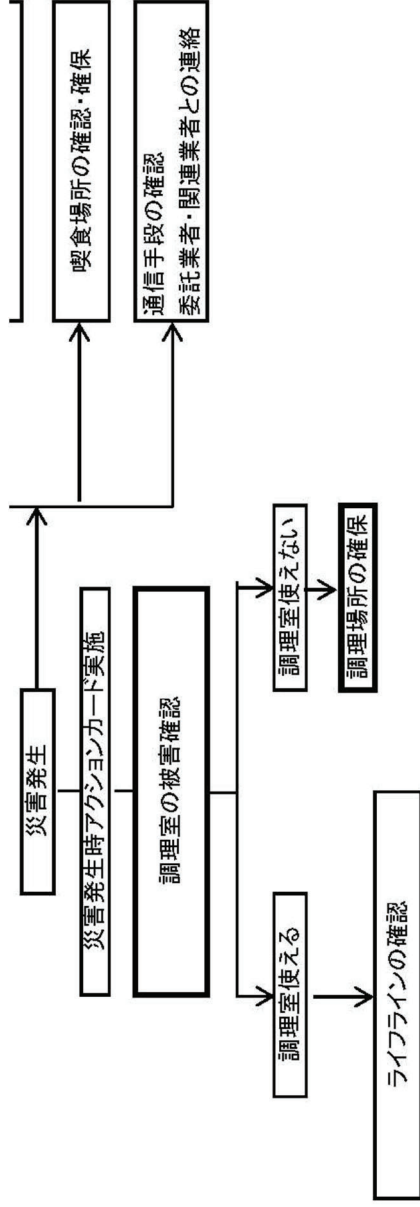 災害発生
災害発生時アクションカード実施
喫食場所の確認・確保
調理室の被害確認
通信手段の確認
委託業者・関連業者との連絡
調理室使える
調理室使えない
調理場所の確保
ライフラインの確認